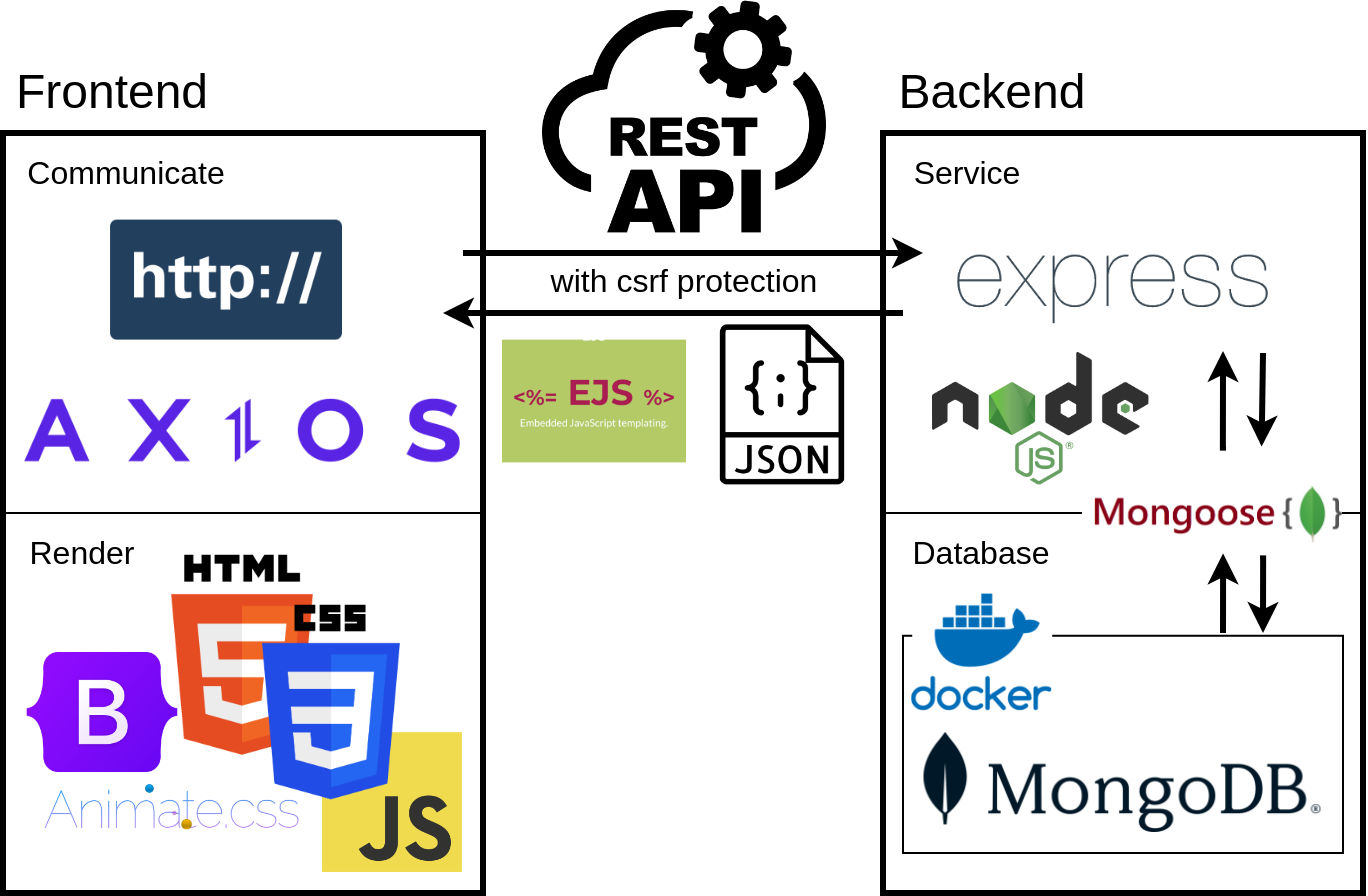 Frontend
REST
API
Backend
Communicate
http://
AXIOS
with csrf protection
<%= EJS %>
Embedded JavaScript templating.
{:}
JSON
Service
express
node
JS®
Mongoose{ }
Render
HTML
5
CSS
3
B
Animate.css
JS
Database
docker
MongoDB®